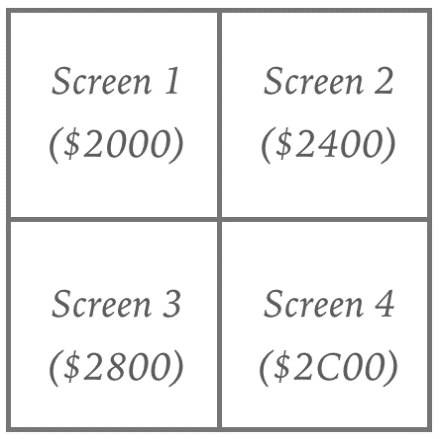 Screen 1
($2000)
Screen 2
($2400)
Screen 3
($2800)
Screen 4
($2C00)